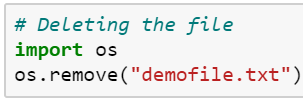 # Deleting the file
import os
os.remove("demofile.txt")